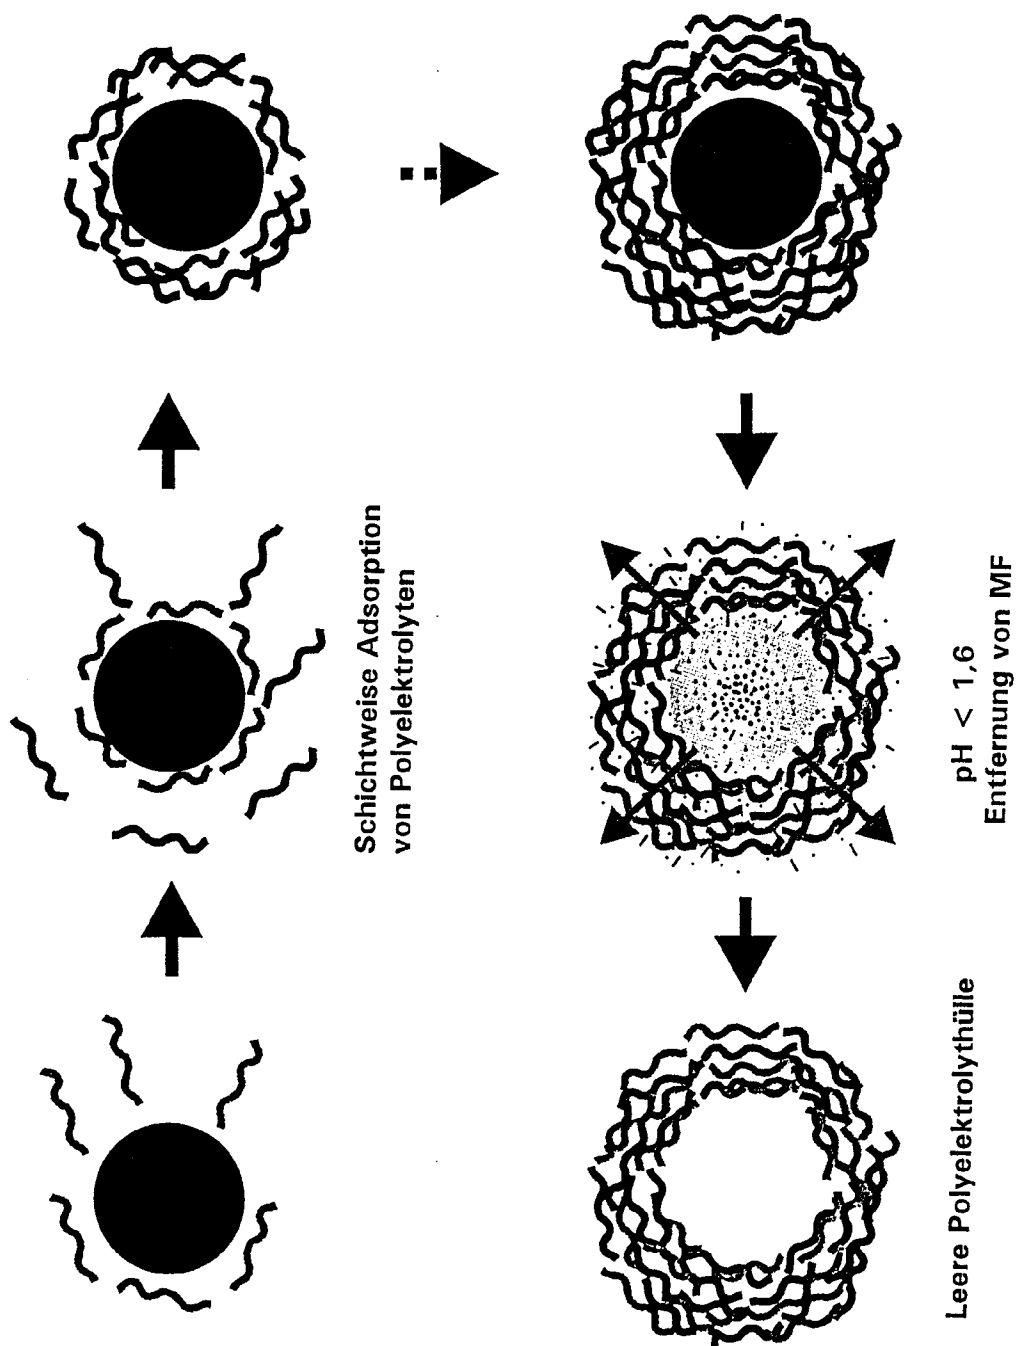 Schichtweise Adsorption
von Polyelektrolyten
pH < 1,6
Entfernung von MF
Leere Polyelektrolythülle